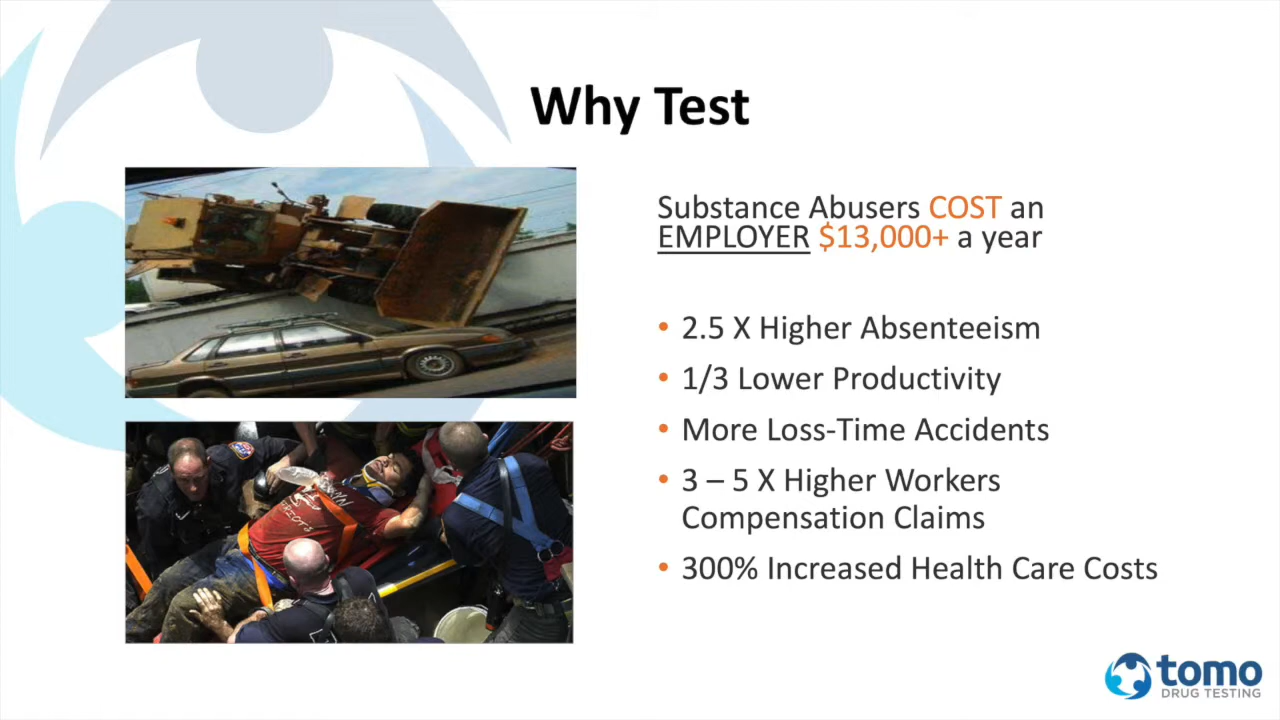 Why Test
Substance Abusers COST an
EMPLOYER $13,000+ a year
• 2.5 X Higher Absenteeism
• 1/3 Lower Productivity
• More Loss-Time Accidents
• 3 – 5 X Higher Workers
Compensation Claims
• 300% Increased Health Care Costs
tomo
DRUG TESTING